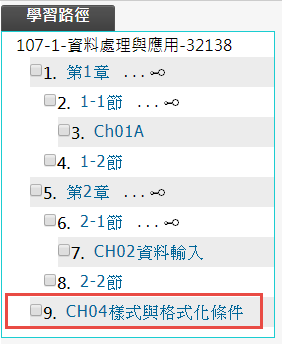 學習路徑
107-1-資料處理與應用-32138
1. 第1章 ...
2. 1-1節 ...
3. Ch01A
4. 1-2節
5. 第2章 ...
6. 2-1節 ...
7. CH02資料輸入
8. 2-2節
9. CH04樣式與格式化條件